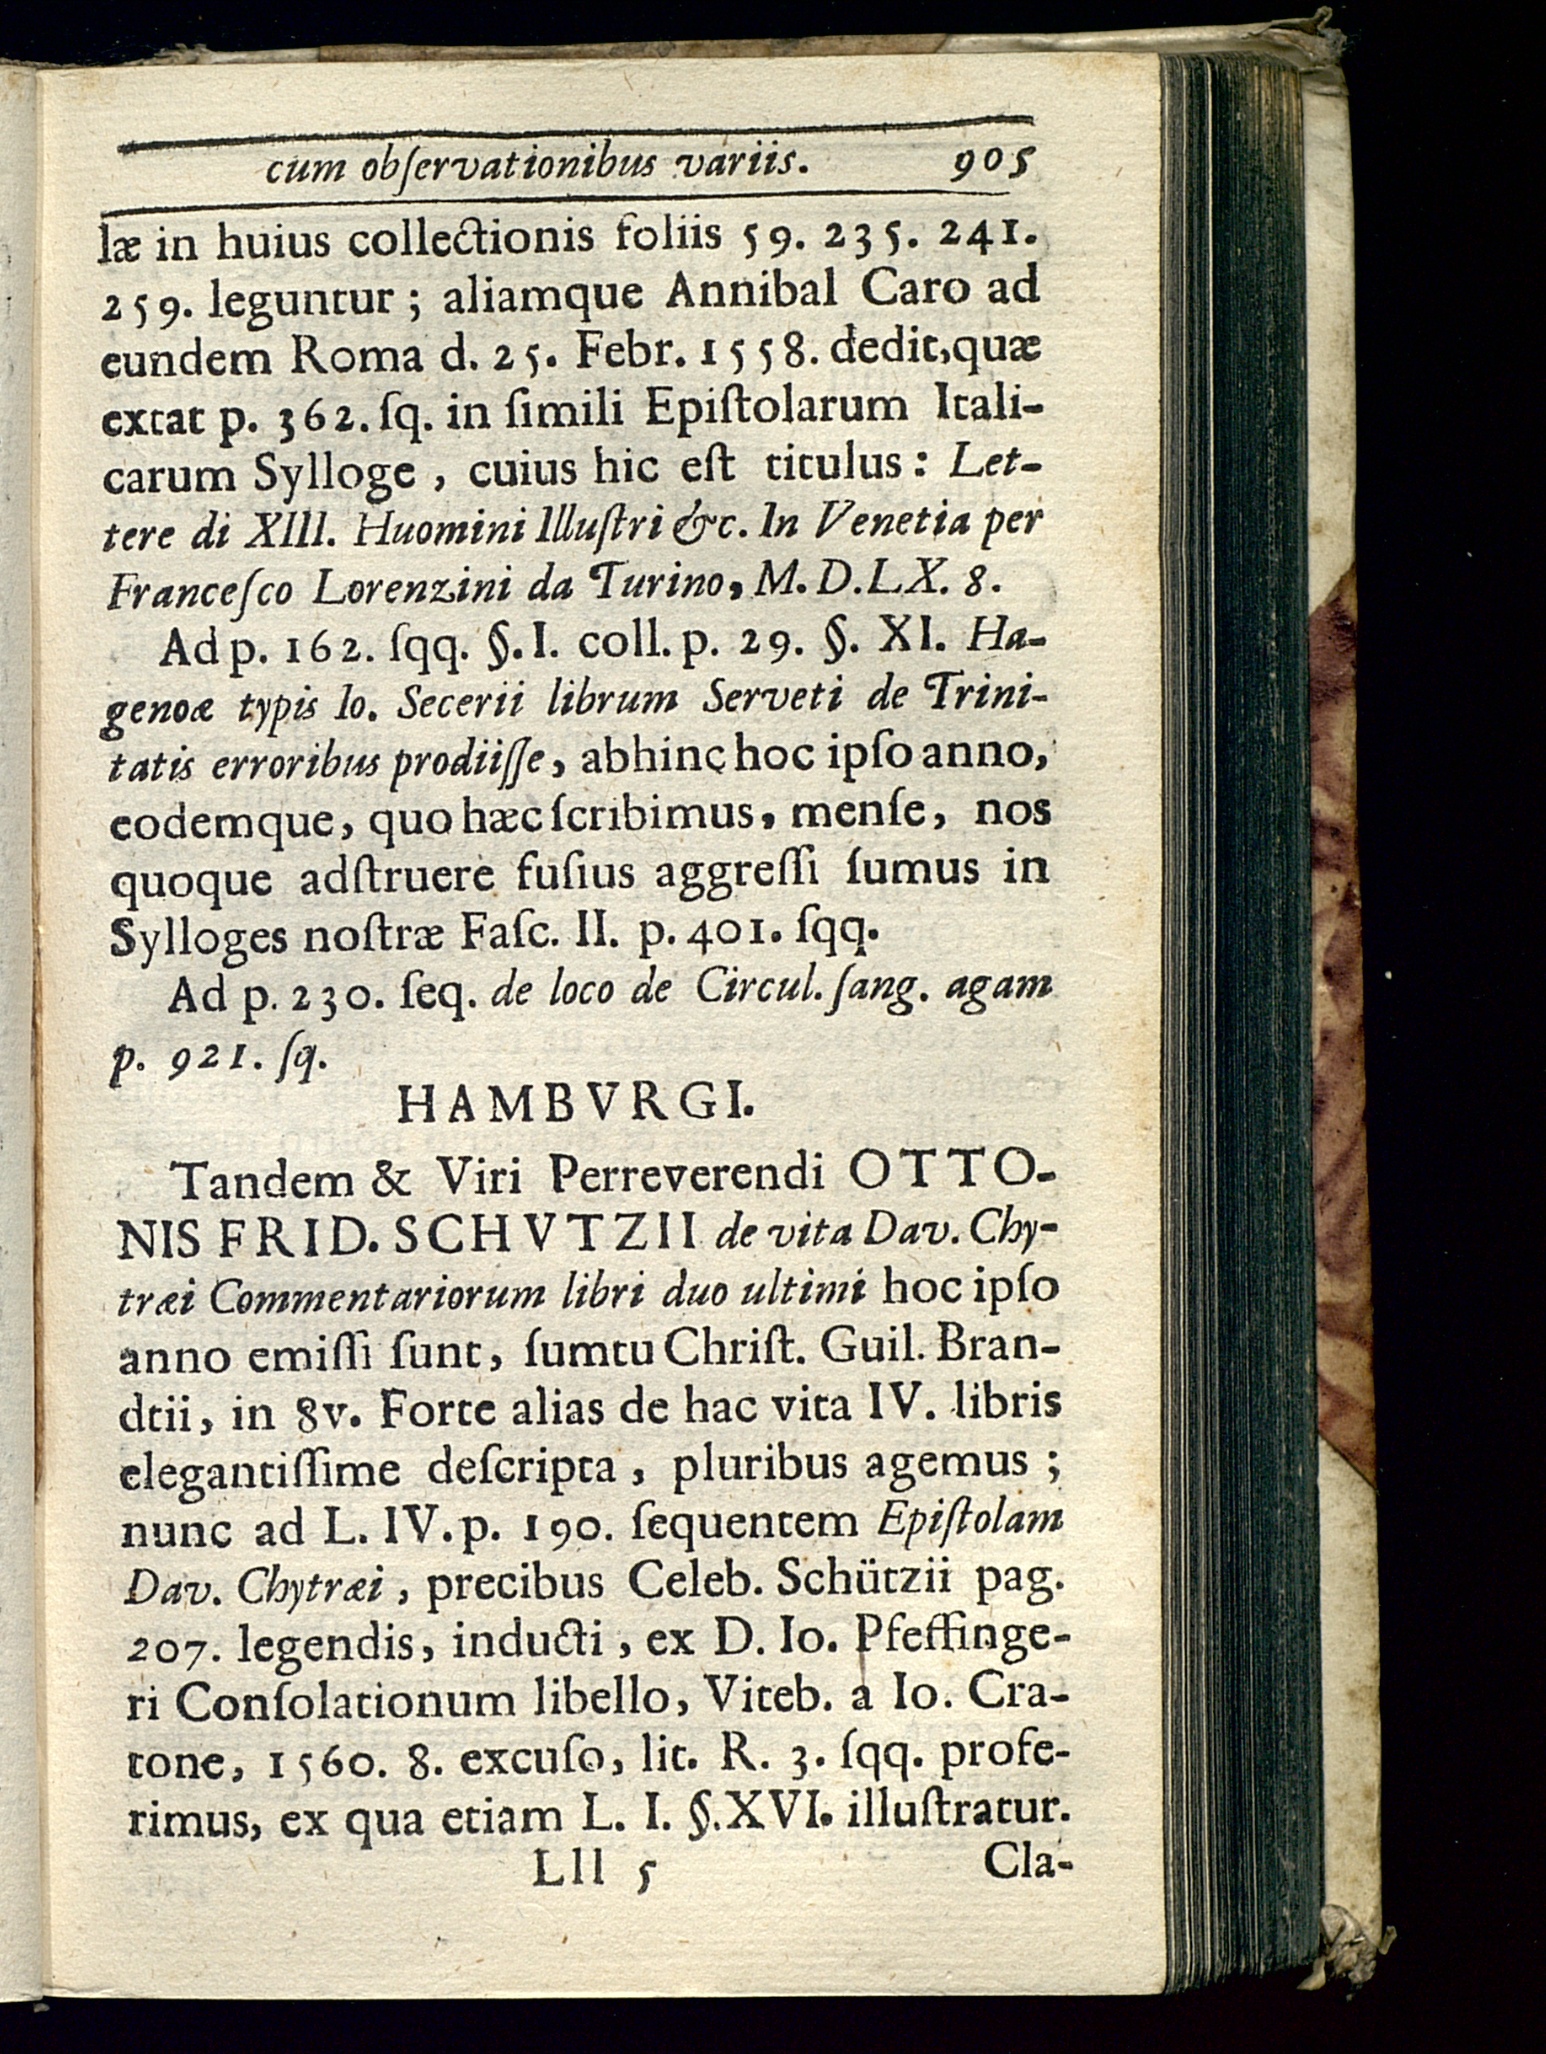 cum obſervationibus variis. 905
læ in huius collectionis foliis 59. 235. 241.
259. leguntur ; aliamque Annibal Caro ad
eundem Roma d. 25. Febr. 1558. dedit, quæ
extat p. 362. ſq. in ſimili Epiſtolarum Itali-
carum Sylloge , cuius hic eſt titulus : Let-
tere di XIII. Huomini Illuſtri &c. In Venetia per
Franceſco Lorenzini da Turino, M. D. LX. 8.
Ad p. 162. ſqq. §. I. coll. p. 29. §. XI. Ha-
genoæ typis Io. Secerii librum Serveti de Trini-
tatis erroribus prodiiſſe, abhinc hoc ipſo anno,
eodemque, quo hæc ſcribimus, menſe, nos
quoque adſtruere fuſius aggreſſi ſumus in
Sylloges noſtræ Faſc. II. p. 401. ſqq.
Ad p. 230. ſeq. de loco de Circul. ſang. agam
p. 921. ſq.
HAMBVRGI.
Tandem & Viri Perreverendi OTTO-
NIS FRID. SCHVTZII de vita Dav. Chy-
træi Commentariorum libri duo ultimi hoc ipſo
anno emiſſi ſunt, ſumtu Chriſt. Guil. Bran-
dtii, in 8v. Forte alias de hac vita IV. libris
elegantiſſime deſcripta , pluribus agemus ;
nunc ad L. IV. p. 190. ſequentem Epiſtolam
Dav. Chytræi , precibus Celeb. Schützii pag.
207. legendis, inducti , ex D. Io. Pfeffinge-
ri Conſolationum libello, Viteb. a Io. Cra-
tone, 1560. 8. excuſo, lit. R. 3. ſqq. profe-
rimus, ex qua etiam L. I. §. XVI. illuſtratur.
Lll 5 Cla-